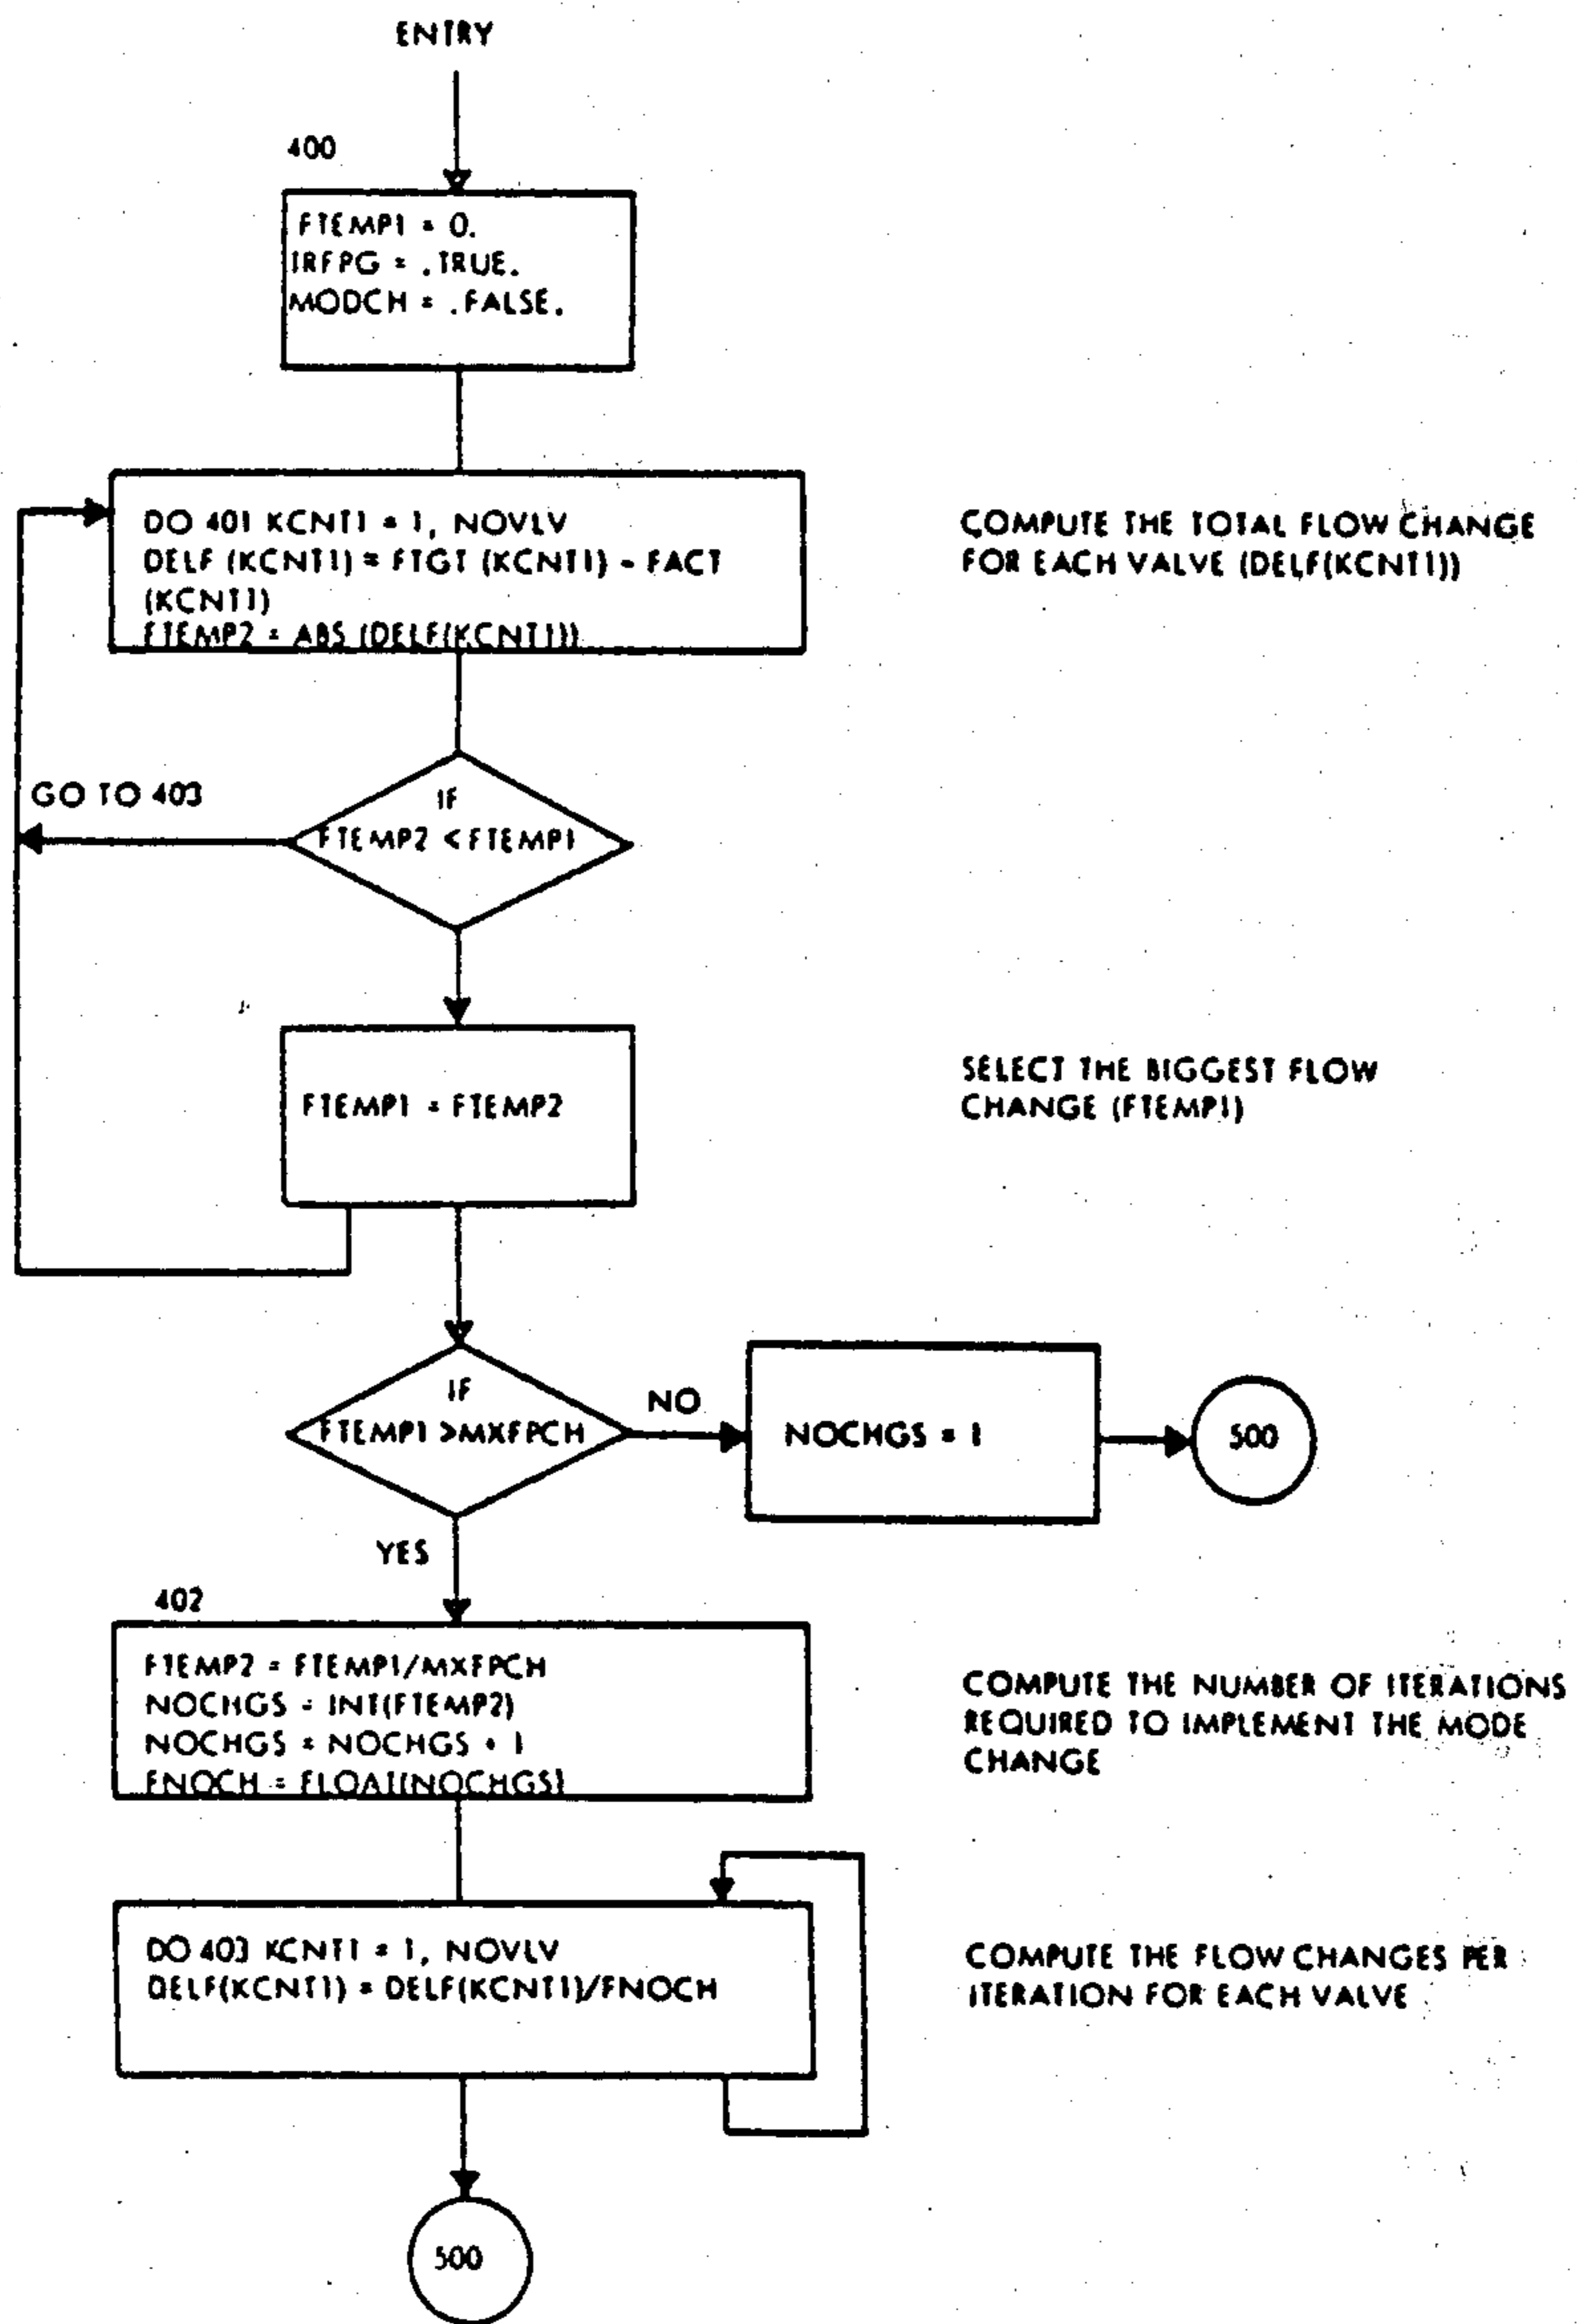 ENTRY
400
FTEMP1 = 0.
IRFPG = .TRUE.
MODCH = .FALSE.
DO 401 KCNT1 = 1, NOVLV
DELF (KCNT1) = FTGT (KCNT1) - FACT
(KCNT1)
FTEMP2 = ABS (DELF(KCNT1))
COMPUTE THE TOTAL FLOW CHANGE
FOR EACH VALVE (DELF(KCNT1))
GO TO 403
IF
FTEMP2 < FTEMP1
FTEMP1 = FTEMP2
SELECT THE BIGGEST FLOW
CHANGE (FTEMP1)
IF
FTEMP1 >MXFPCH
NO
NOCHGS = 1
500
YES
402
FTEMP2 = FTEMP1/MXFPCH
NOCHGS = INT(FTEMP2)
NOCHGS = NOCHGS + 1
FNOCH = FLOAT(NOCHGS)
COMPUTE THE NUMBER OF ITERATIONS
REQUIRED TO IMPLEMENT THE MODE
CHANGE
DO 403 KCNT1 = 1, NOVLV
DELF(KCNT1) = DELF(KCNT1)/FNOCH
COMPUTE THE FLOW CHANGES PER
ITERATION FOR EACH VALVE
500